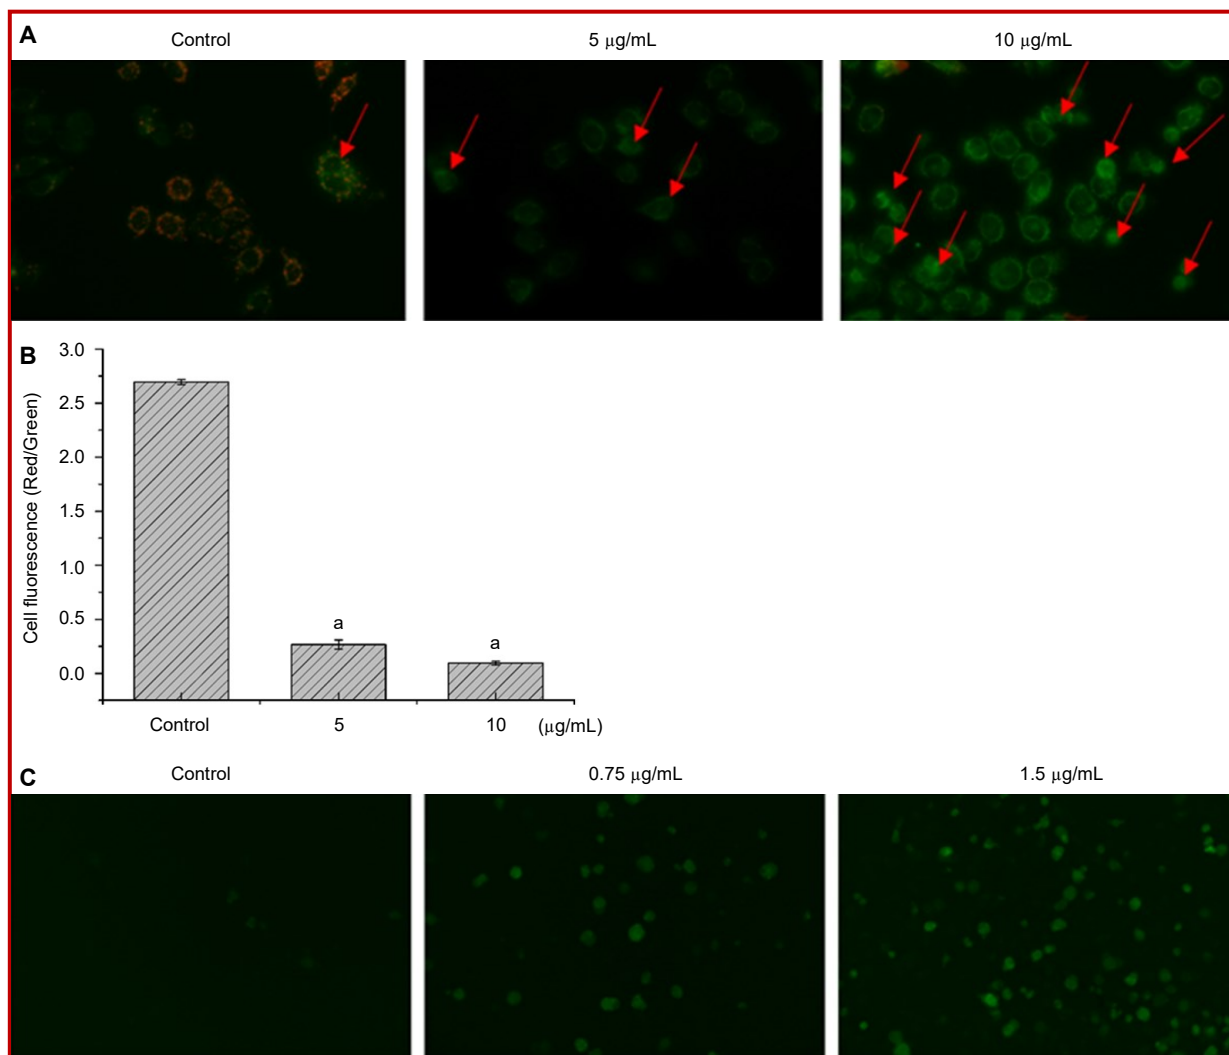 A
Control 5 μg/mL 10 μg/mL
B
Cell fluorescence (Red/Green)
3.0
2.5
2.0
1.5
1.0
0.5
0.0
a
a
Control 5 10 (μg/mL)
C
Control 0.75 μg/mL 1.5 μg/mL